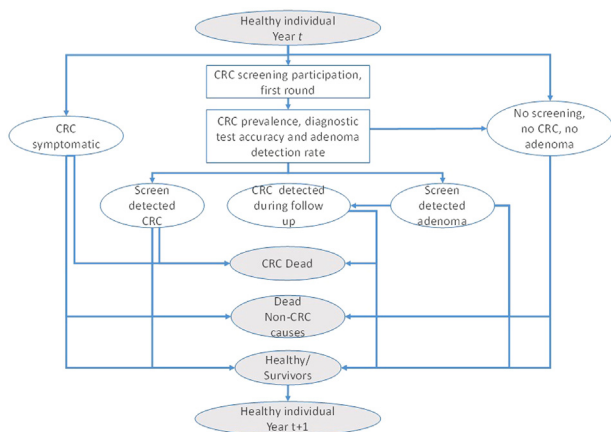 Healthy individual
Year t
CRC screening participation,
first round
CRC
symptomatic
CRC prevalence, diagnostic
test accuracy and adenoma
detection rate
No screening,
no CRC, no
adenoma
Screen
detected
CRC
CRC detected
during follow
up
Screen
detected
adenoma
CRC Dead
Dead
Non-CRC
causes
Healthy/
Survivors
Healthy individual
Year t+1